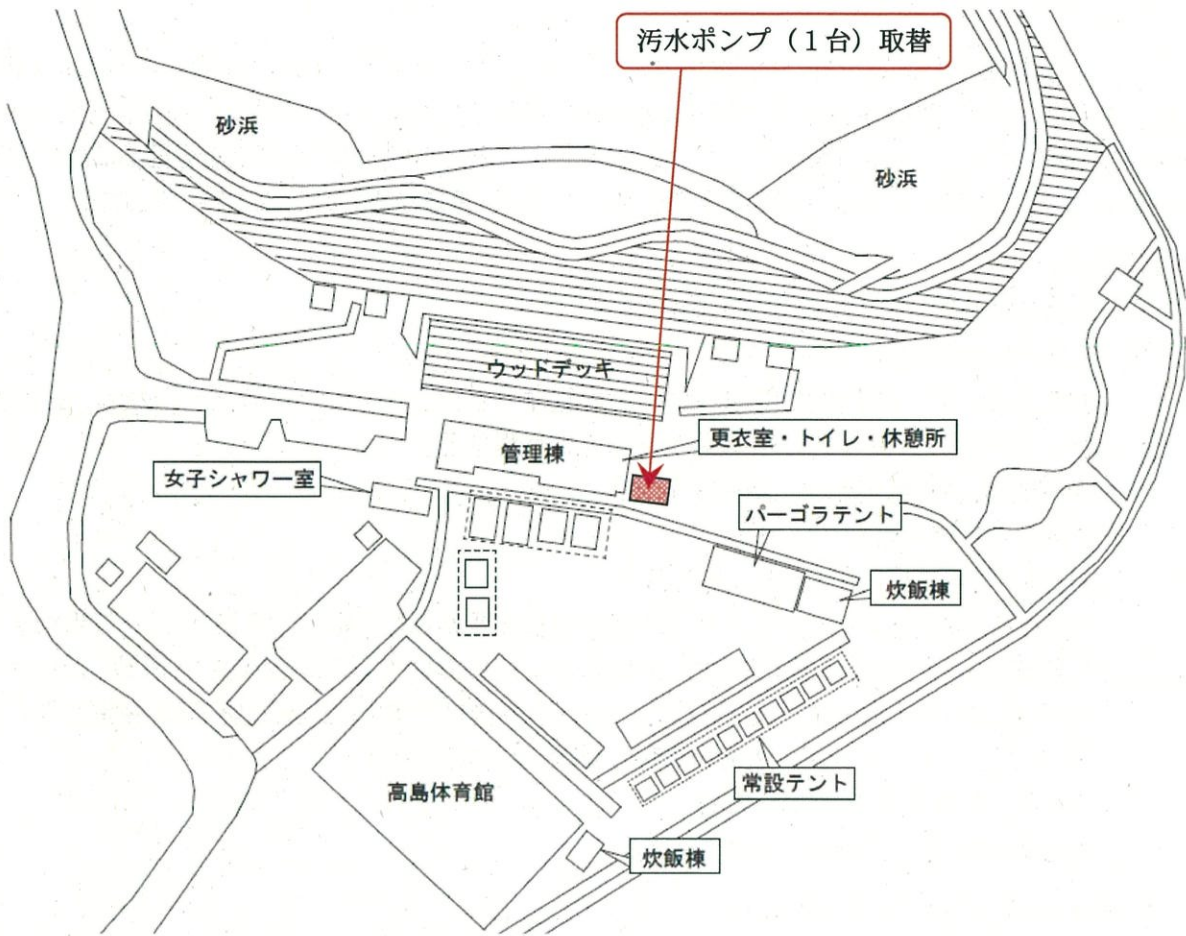 汚水ポンプ（１台）取替
砂浜
砂浜
ウッドデッキ
管理棟
更衣室・トイレ・休憩所
女子シャワー室
パーゴラテント
炊飯棟
常設テント
高島体育館
炊飯棟